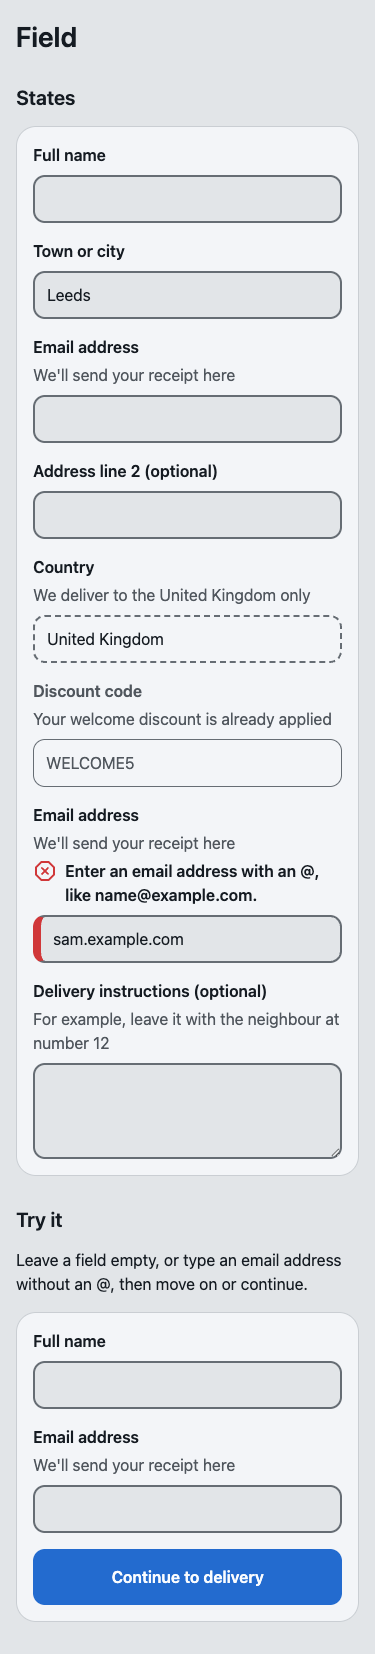 Field
States
Full name
Town or city
Leeds
Email address
We'll send your receipt here
Address line 2 (optional)
Country
We deliver to the United Kingdom only
United Kingdom
Discount code
Your welcome discount is already applied
WELCOME5
Email address
We'll send your receipt here
Enter an email address with an @,
like name@example.com.
sam.example.com
Delivery instructions (optional)
For example, leave it with the neighbour at
number 12
Try it
Leave a field empty, or type an email address
without an @, then move on or continue.
Full name
Email address
We'll send your receipt here
Continue to delivery